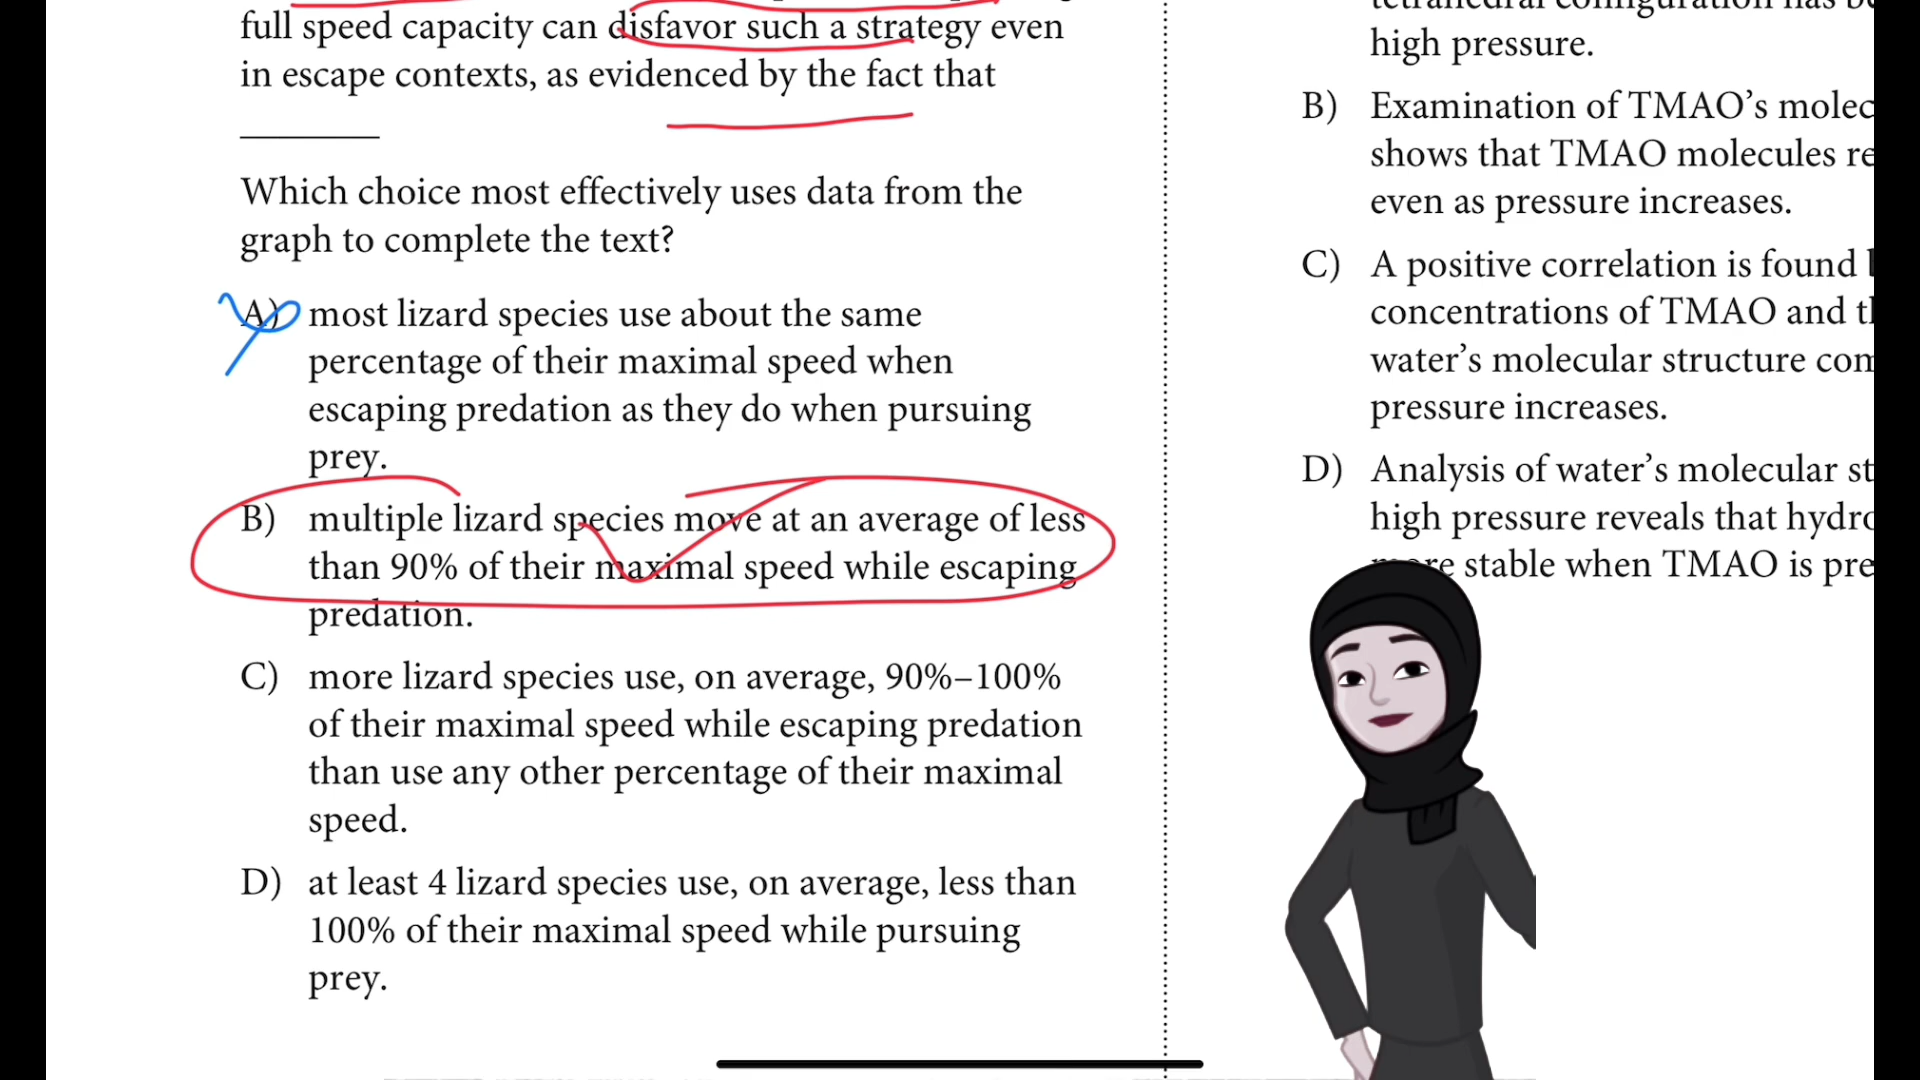 full speed capacity can disfavor such a strategy even
in escape contexts, as evidenced by the fact that
Which choice most effectively uses data from the
graph to complete the text?
A) most lizard species use about the same
percentage of their maximal speed when
escaping predation as they do when pursuing
prey.
B) multiple lizard species move at an average of less
than 90% of their maximal speed while escaping
predation.
C) more lizard species use, on average, 90%–100%
of their maximal speed while escaping predation
than use any other percentage of their maximal
speed.
D) at least 4 lizard species use, on average, less than
100% of their maximal speed while pursuing
prey.
high pressure.
B) Examination of TMAO’s molec
shows that TMAO molecules re
even as pressure increases.
C) A positive correlation is found
concentrations of TMAO and
water’s molecular structure com
pressure increases.
D) Analysis of water’s molecular st
high pressure reveals that hydro
more stable when TMAO is pre